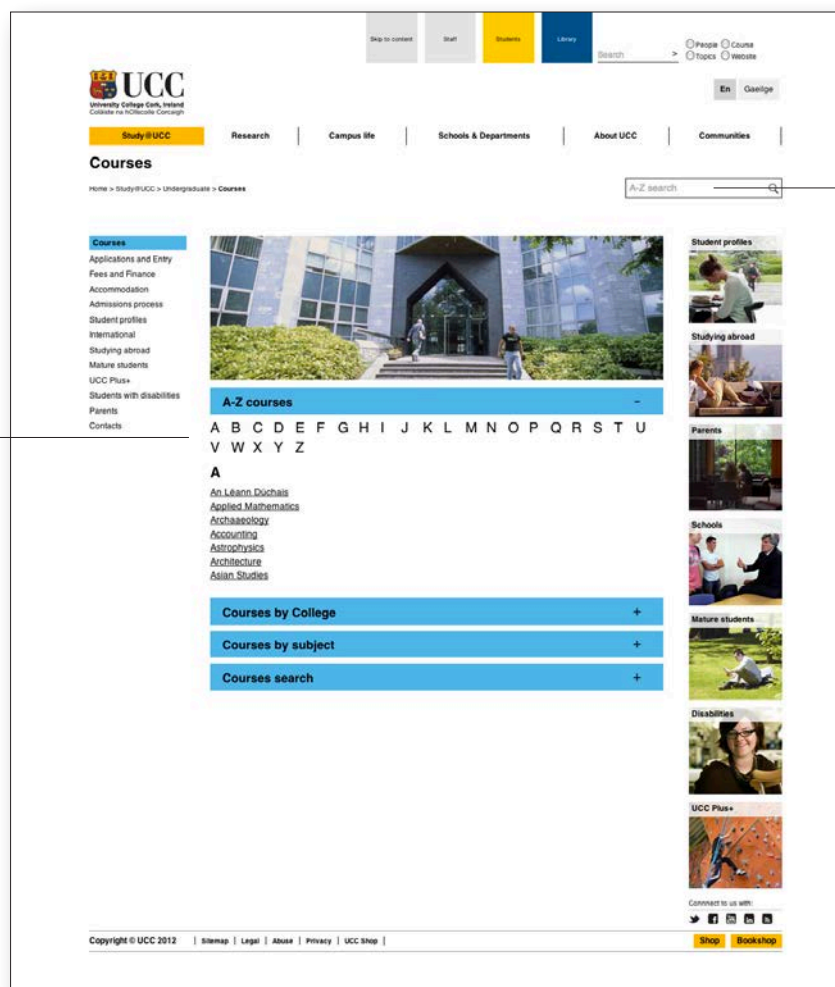 Skip to content
Staff
Students
Library
Search >
People Course
Topics Website
UCC
University College Cork, Ireland
Coláiste na hOllscoile Corcaigh
En Gaeilge
Study@UCC Research Campus life Schools & Departments About UCC Communities
Courses
Home > Study@UCC > Undergraduate > Courses
A-Z search
Courses
Applications and Entry
Fees and Finance
Accommodation
Admissions process
Student profiles
International
Studying abroad
Mature students
UCC Plus+
Students with disabilities
Parents
Contacts
A-Z courses -
A B C D E F G H I J K L M N O P Q R S T U
V W X Y Z
A
An Léann Dúchais
Applied Mathematics
Archaaeology
Accounting
Astrophysics
Architecture
Asian Studies
Courses by College +
Courses by subject +
Courses search +
Student profiles
Studying abroad
Parents
Schools
Mature students
Disabilities
UCC Plus+
Connnect to us with:
Copyright © UCC 2012 | Sitemap | Legal | Abuse | Privacy | UCC Shop |
Shop Bookshop